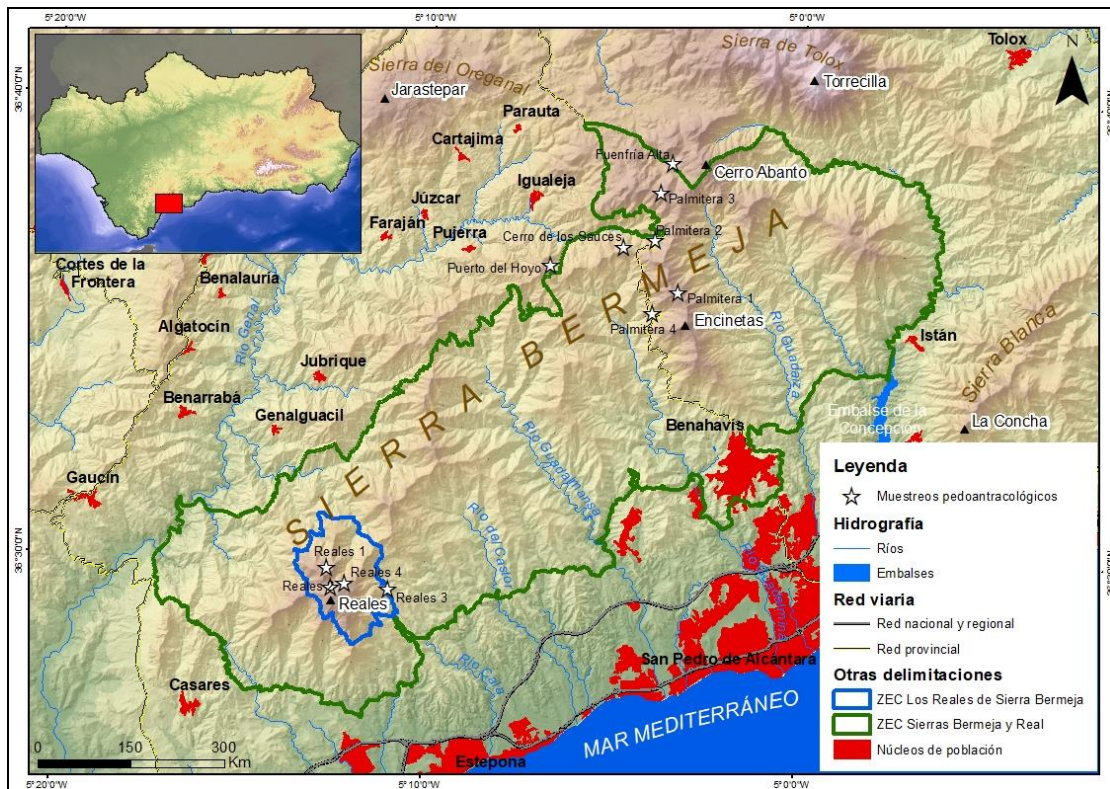 5°20'0"W
5°10'0"W
5°0'0"W
36°40'0"N
36°30'0"N
N
Sierra de Tolox
Tolox
Torrecilla
Sierra del Oreganal
Jarastepar
Parauta
Cartajima
Fuenfría Alta
Cerro Abanto
Igualeja
Palmitera 3
Júzcar
Faraján
Pujerra
Cerro de los Sauces
Palmitera 2
Puerto del Hoyo
Cortes de la
Frontera
Benalauría
Palmitera 1
Palmitera 4
Encinetas
Río Genal
Río Guadaiza
Algatocín
Istán
Sierra Blanca
Jubrique
Benarrabá
Genalguacil
SIERRA BERMEJA
Benahavís
Embalse de la
Concepción
La Concha
Gaucín
Río Guadalmansa
Río del Castor
Reales 1
Reales 4
Reales
Reales
Reales 3
Casares
Río Cala
San Pedro de Alcántara
MAR MEDITERRÁNEO
Estepona
0 150 300
Km
Leyenda
Muestreos pedoantracológicos
Hidrografía
Ríos
Embalses
Red viaria
Red nacional y regional
Red provincial
Otras delimitaciones
ZEC Los Reales de Sierra Bermeja
ZEC Sierras Bermeja y Real
Núcleos de población
5°20'0"W
5°10'0"W
5°0'0"W